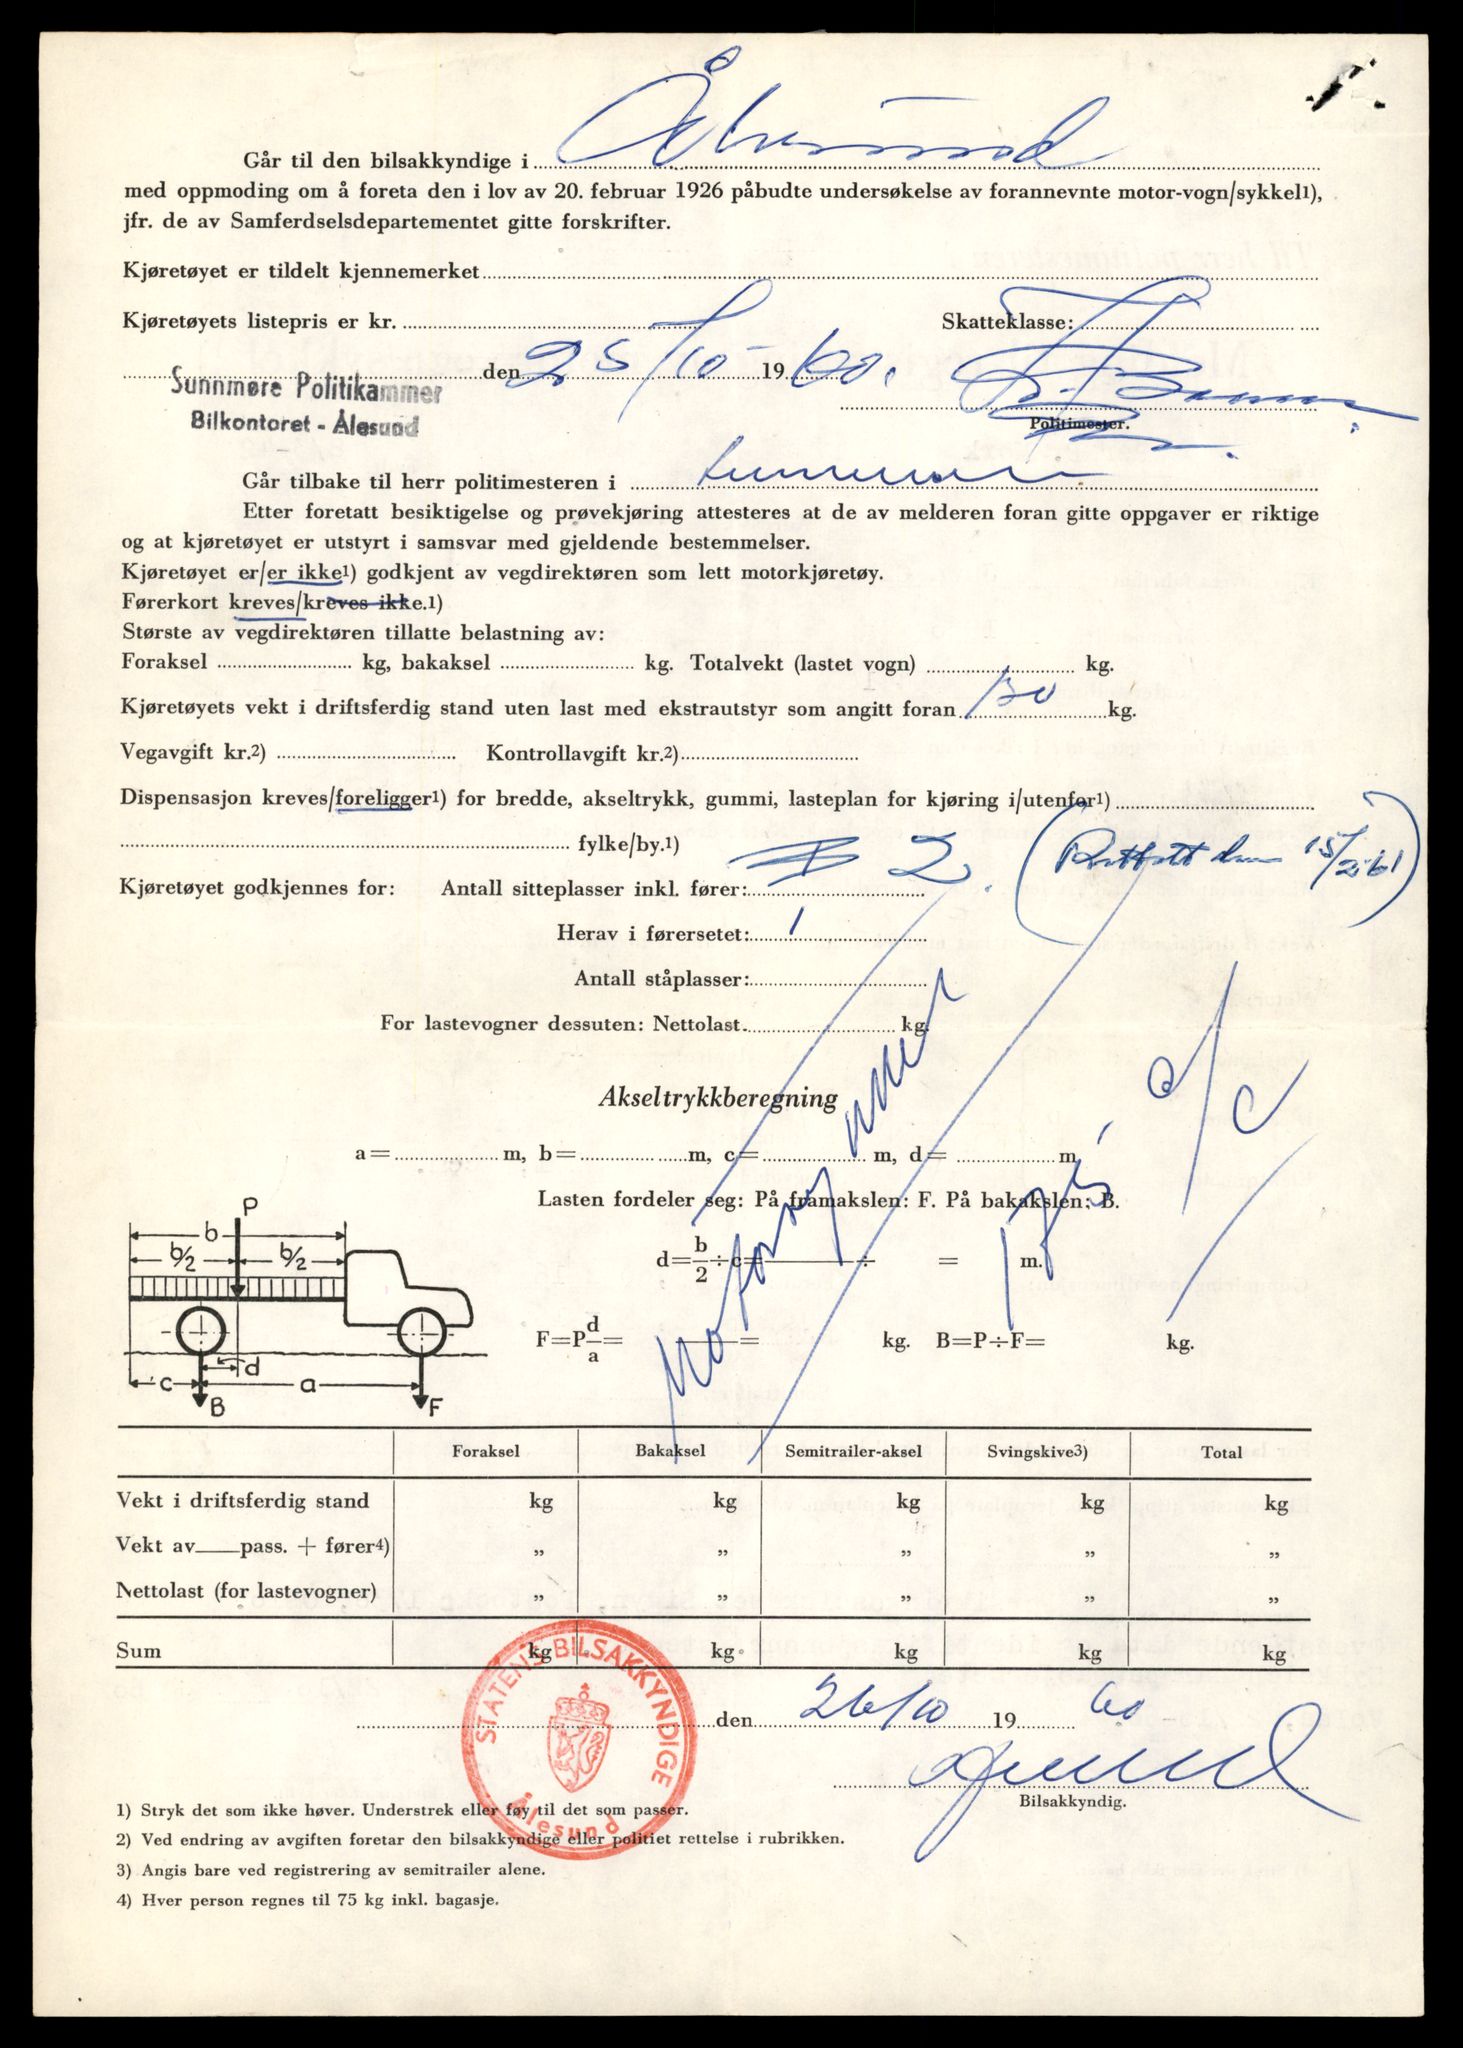 Går til den bilsakkyndige i Ålesund
med oppmoding om å foreta den i lov av 20. februar 1926 påbudte undersøkelse av forannevnte motor-vogn/sykkel1),
jfr. de av Samferdselsdepartementet gitte forskrifter.
Kjøretøyet er tildelt kjennemerket
Kjøretøyets listepris er kr. Skatteklasse:
den 25/10 1960.
Sunnmøre Politikammer
Bilkontoret - Ålesund
Politimester.
Går tilbake til herr politimesteren i Sunnmøre
Etter foretatt besiktigelse og prøvekjøring attesteres at de av melderen foran gitte oppgaver er riktige
og at kjøretøyet er utstyrt i samsvar med gjeldende bestemmelser.
Kjøretøyet er/er ikke1) godkjent av vegdirektøren som lett motorkjøretøy.
Førerkort kreves/kreves ikke.1)
Største av vegdirektøren tillatte belastning av:
Foraksel kg, bakaksel kg. Totalvekt (lastet vogn) kg.
Kjøretøyets vekt i driftsferdig stand uten last med ekstrautstyr som angitt foran 130 kg.
Vegavgift kr.2) Kontrollavgift kr.2)
Dispensasjon kreves/foreligger1) for bredde, akseltrykk, gummi, lasteplan for kjøring i/utenfor1)
fylke/by.1)
Kjøretøyet godkjennes for: Antall sitteplasser inkl. fører: 2. (Rettet den 15/2-61)
Herav i førersetet: 1
Antall ståplasser:
For lastevogner dessuten: Nettolast. kg.
Akseltrykkberegning
a= m, b= m, c= m, d= m
Lasten fordeler seg: På framakslen: F. På bakakslen: B.
d= b/2 ÷ c= ÷ = m.
F=P d/a = = kg. B=P÷F= kg.
P
b
b/2 b/2
d
c a
B F
Foraksel Bakaksel Semitrailer-aksel Svingskive3) Total
Vekt i driftsferdig stand kg kg kg kg kg
Vekt av pass. + fører4) „ „ „ „ „
Nettolast (for lastevogner) „ „ „ „ „
Sum kg kg kg kg kg
STATENS BILSAKKYNDIGE
Ålesund
den 26/10 1960
Bilsakkyndig.
1) Stryk det som ikke høver. Understrek eller føy til det som passer.
2) Ved endring av avgiften foretar den bilsakkyndige eller politiet rettelse i rubrikken.
3) Angis bare ved registrering av semitrailer alene.
4) Hver person regnes til 75 kg inkl. bagasje.